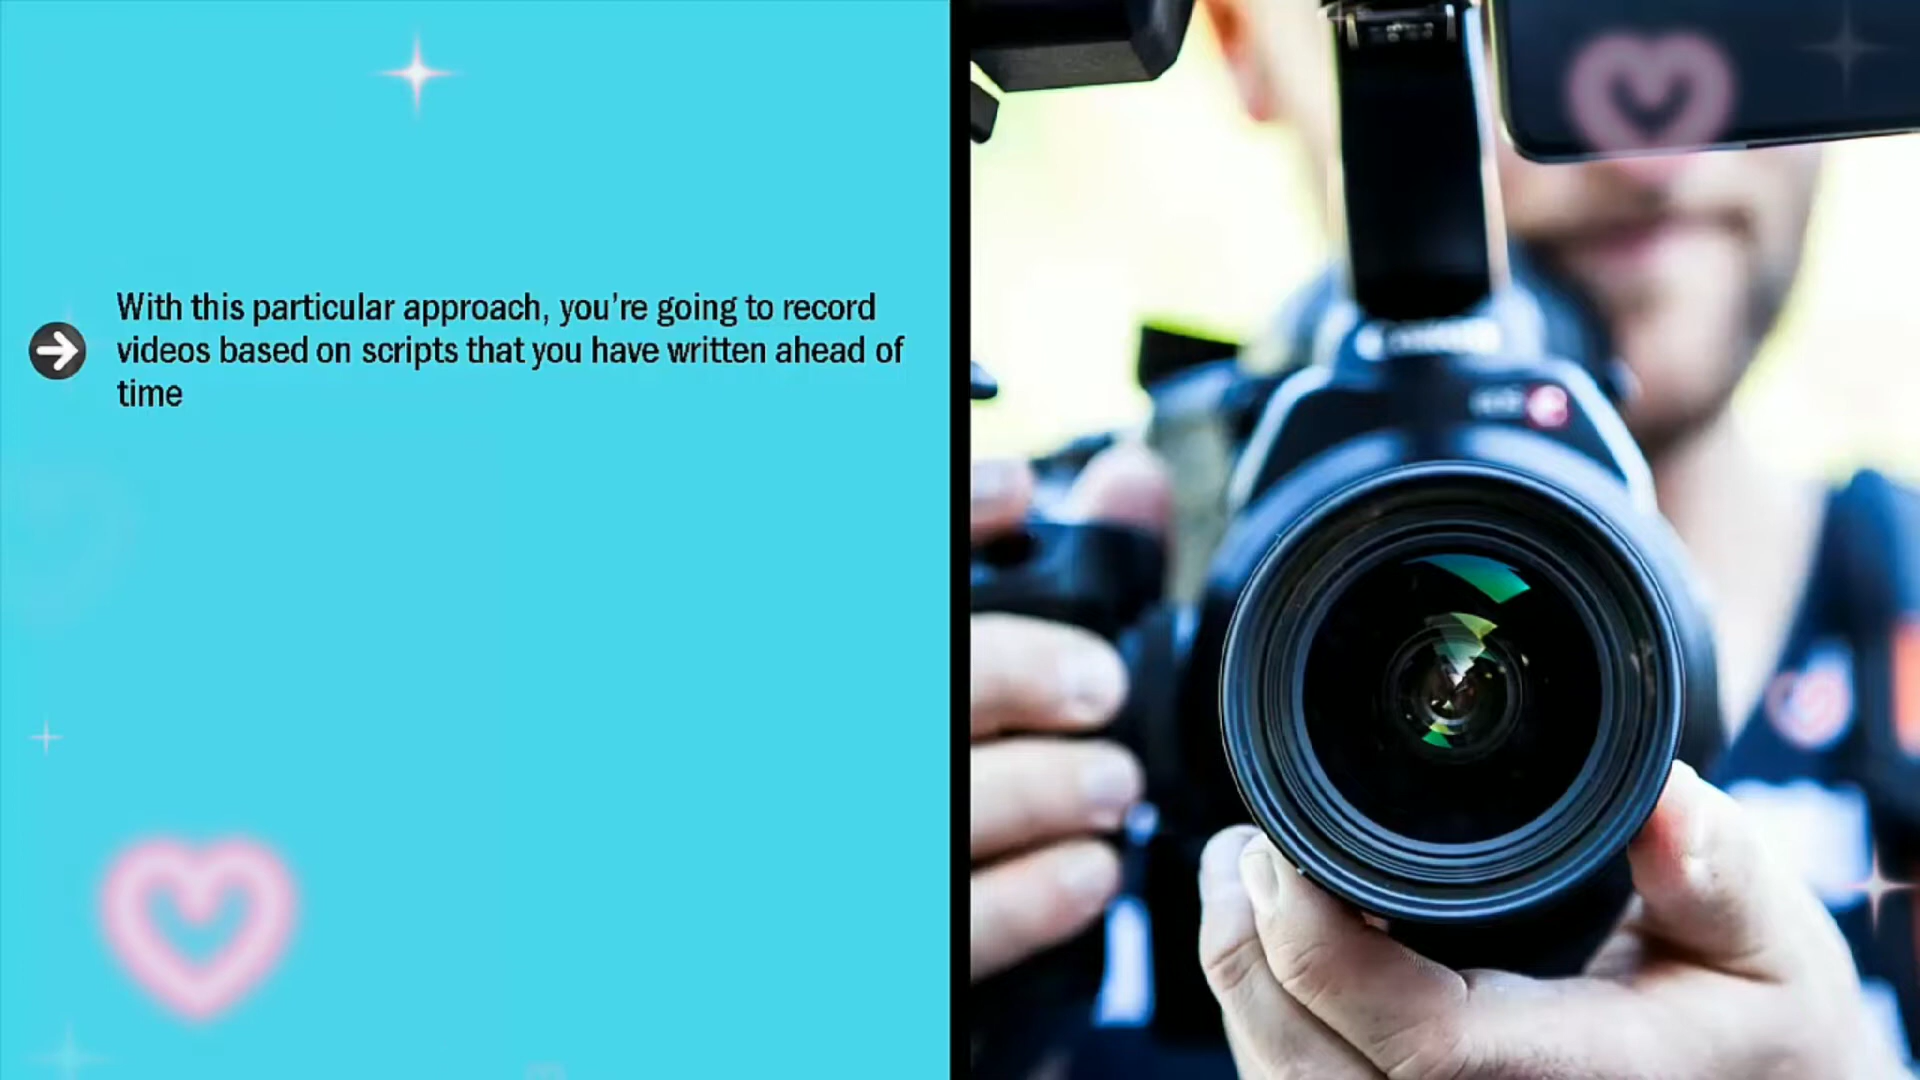 With this particular approach, you're going to record
videos based on scripts that you have written ahead of
time